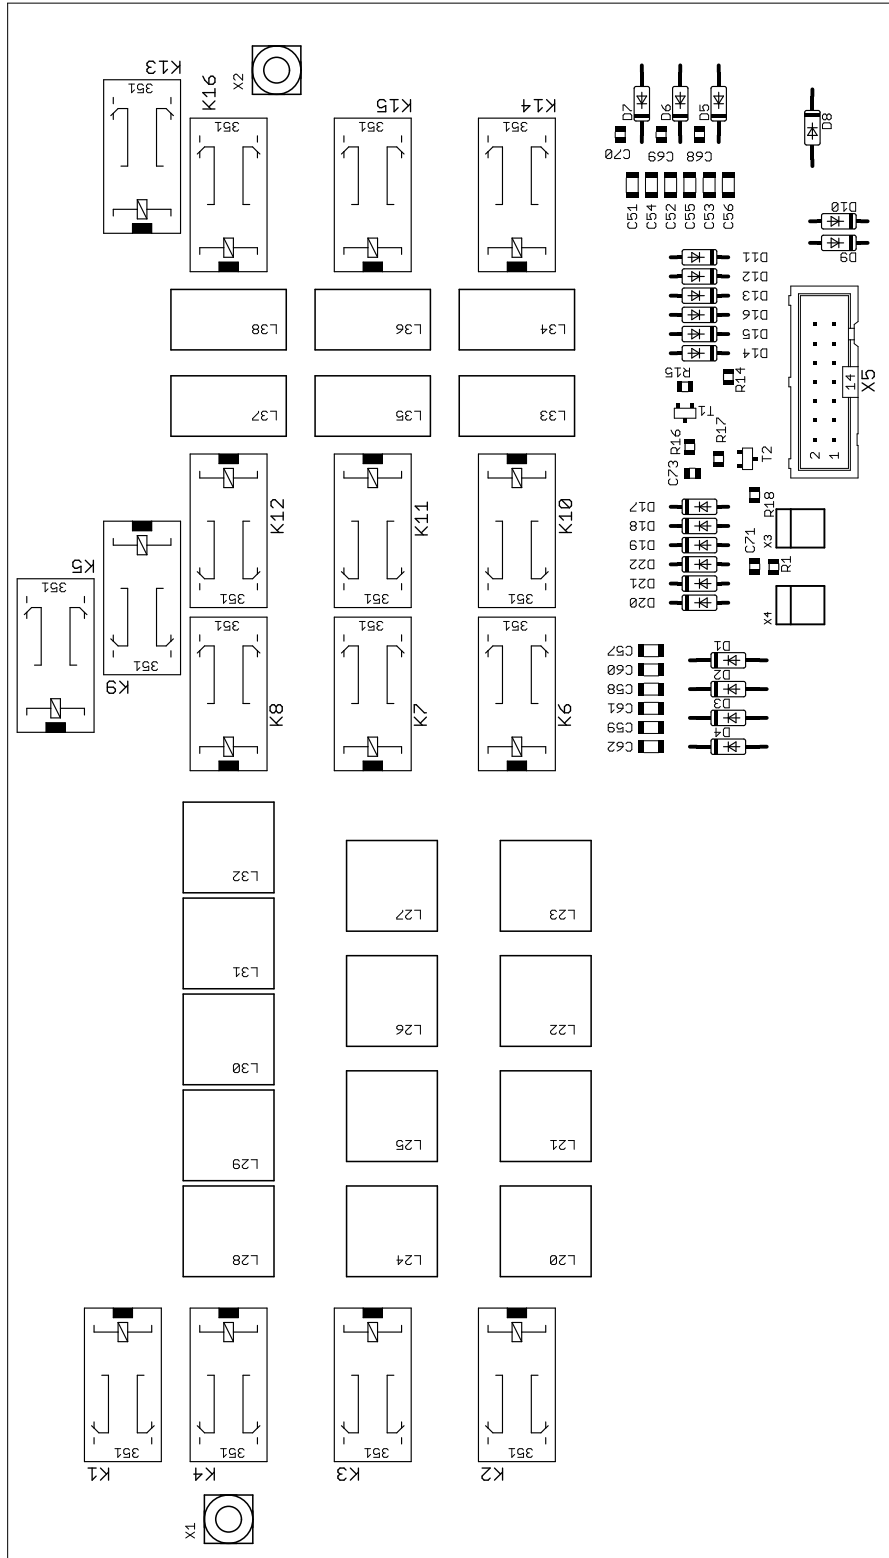 K13
351
K16
X2
351
K15
351
K14
351
D7
D6
D5
D8
C70
C69
C68
C51
C54
C52
C55
C53
C56
D10
D9
D11
D12
D13
D16
D15
D14
L38
L36
L34
R15
R14
14
X5
T1
L37
L35
L33
R16
R17
T2
2
1
C73
K12
351
K11
351
K10
351
D17
D18
D19
D22
D21
D20
R18
X3
C71
R1
X4
K5
351
351
K9
351
K8
351
K7
351
K6
C57
C60
C58
C61
C59
C62
D1
D2
D3
D4
L32
L27
L23
L31
L26
L22
L30
L25
L21
L29
L28
L24
L20
351
K1
351
K4
351
K3
351
K2
X1